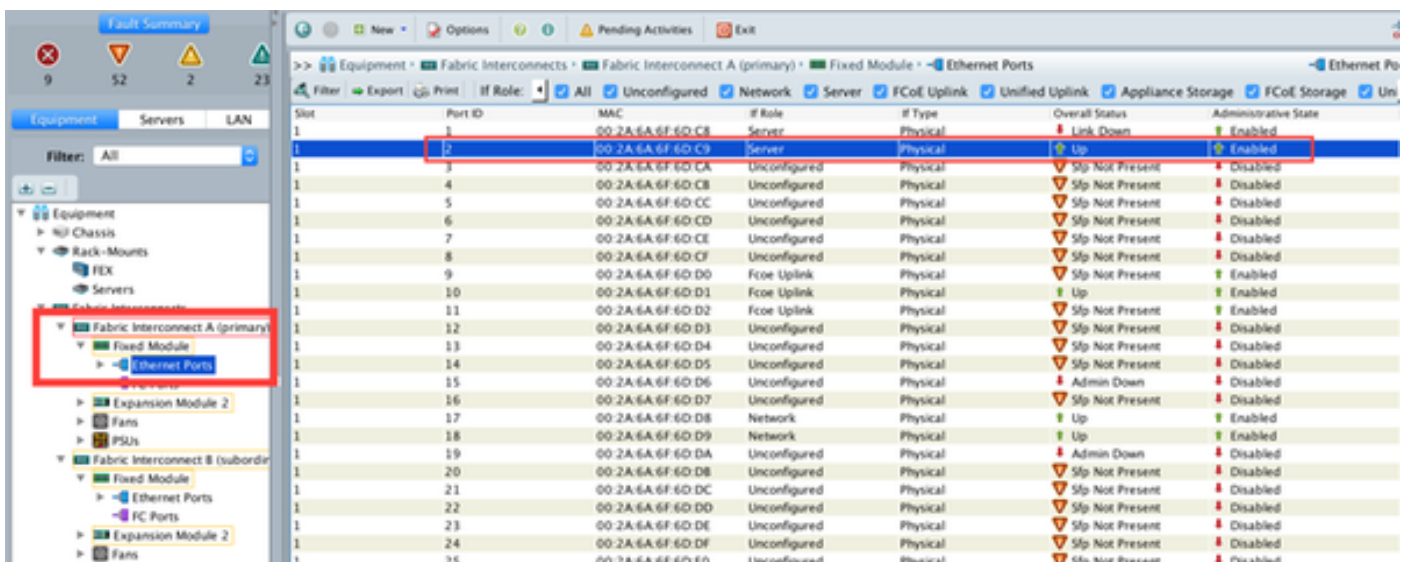 Fault Summary
9 52 2 23
Equipment Servers LAN
Filter: All
Equipment
Chassis
Rack-Mounts
FEX
Servers
Fabric Interconnects
Fabric Interconnect A (primary)
Fixed Module
Ethernet Ports
FC Ports
Expansion Module 2
Fans
PSUs
Fabric Interconnect B (subordin
Fixed Module
Ethernet Ports
FC Ports
Expansion Module 2
Fans
New Options Pending Activities Exit
>> Equipment Fabric Interconnects Fabric Interconnect A (primary) Fixed Module Ethernet Ports Ethernet Po
Filter Export Print If Role: All Unconfigured Network Server FCoE Uplink Unified Uplink Appliance Storage FCoE Storage Uni
Slot Port ID MAC If Role If Type Overall Status Administrative State
1 1 00:2A:6A:6F:6D:C8 Server Physical Link Down Enabled
1 2 00:2A:6A:6F:6D:C9 Server Physical Up Enabled
1 3 00:2A:6A:6F:6D:CA Unconfigured Physical Sfp Not Present Disabled
1 4 00:2A:6A:6F:6D:CB Unconfigured Physical Sfp Not Present Disabled
1 5 00:2A:6A:6F:6D:CC Unconfigured Physical Sfp Not Present Disabled
1 6 00:2A:6A:6F:6D:CD Unconfigured Physical Sfp Not Present Disabled
1 7 00:2A:6A:6F:6D:CE Unconfigured Physical Sfp Not Present Disabled
1 8 00:2A:6A:6F:6D:CF Unconfigured Physical Sfp Not Present Disabled
1 9 00:2A:6A:6F:6D:D0 Fcoe Uplink Physical Sfp Not Present Enabled
1 10 00:2A:6A:6F:6D:D1 Fcoe Uplink Physical Up Enabled
1 11 00:2A:6A:6F:6D:D2 Fcoe Uplink Physical Sfp Not Present Enabled
1 12 00:2A:6A:6F:6D:D3 Unconfigured Physical Sfp Not Present Disabled
1 13 00:2A:6A:6F:6D:D4 Unconfigured Physical Sfp Not Present Disabled
1 14 00:2A:6A:6F:6D:D5 Unconfigured Physical Sfp Not Present Disabled
1 15 00:2A:6A:6F:6D:D6 Unconfigured Physical Admin Down Disabled
1 16 00:2A:6A:6F:6D:D7 Unconfigured Physical Sfp Not Present Disabled
1 17 00:2A:6A:6F:6D:D8 Network Physical Up Enabled
1 18 00:2A:6A:6F:6D:D9 Network Physical Up Enabled
1 19 00:2A:6A:6F:6D:DA Unconfigured Physical Admin Down Disabled
1 20 00:2A:6A:6F:6D:DB Unconfigured Physical Sfp Not Present Disabled
1 21 00:2A:6A:6F:6D:DC Unconfigured Physical Sfp Not Present Disabled
1 22 00:2A:6A:6F:6D:DD Unconfigured Physical Sfp Not Present Disabled
1 23 00:2A:6A:6F:6D:DE Unconfigured Physical Sfp Not Present Disabled
1 24 00:2A:6A:6F:6D:DF Unconfigured Physical Sfp Not Present Disabled
1 25 00:2A:6A:6F:6D:E0 Unconfigured Physical Sfp Not Present Disabled